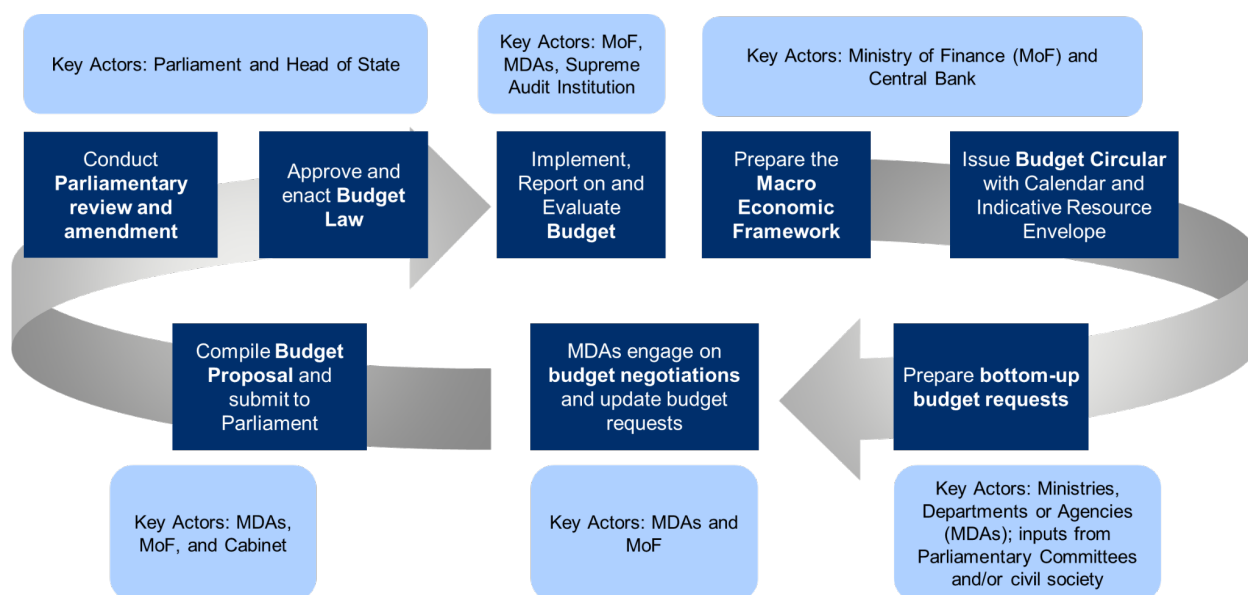 Key Actors: Parliament and Head of State
Key Actors: MoF,
MDAs, Supreme
Audit Institution
Key Actors: Ministry of Finance (MoF) and
Central Bank
Conduct
Parliamentary
review and
amendment
Approve and
enact Budget
Law
Implement,
Report on and
Evaluate
Budget
Prepare the
Macro
Economic
Framework
Issue Budget Circular
with Calendar and
Indicative Resource
Envelope
Compile Budget
Proposal and
submit to
Parliament
MDAs engage on
budget negotiations
and update budget
requests
Prepare bottom-up
budget requests
Key Actors: MDAs,
MoF, and Cabinet
Key Actors: MDAs and
MoF
Key Actors: Ministries,
Departments or Agencies
(MDAs); inputs from
Parliamentary Committees
and/or civil society